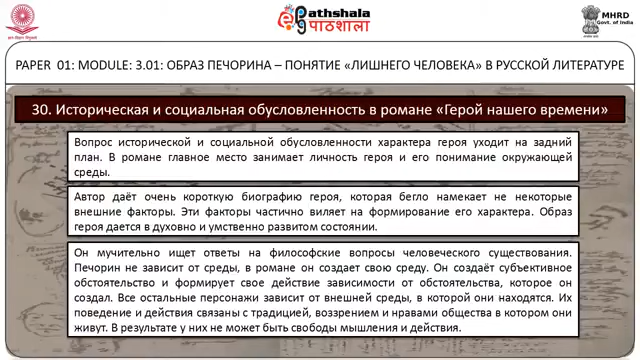 ePathshala
पाठशाला
MHRD
Govt. of India
PAPER 01: MODULE: 3.01: ОБРАЗ ПЕЧОРИНА – ПОНЯТИЕ «ЛИШНЕГО ЧЕЛОВЕКА» В РУССКОЙ ЛИТЕРАТУРЕ
30. Историческая и социальная обусловленность в романе «Герой нашего времени»
Вопрос исторической и социальной обусловленности характера героя уходит на задний
план. В романе главное место занимает личность героя и его понимание окружающей
среды.
Автор даёт очень короткую биографию героя, которая бегло намекает не некоторые
внешние факторы. Эти факторы частично виляет на формирование его характера. Образ
героя дается в духовно и умственно развитом состоянии.
Он мучительно ищет ответы на философские вопросы человеческого существования.
Печорин не зависит от среды, в романе он создает свою среду. Он создаёт субъективное
обстоятельство и формирует свое действие зависимости от обстоятельства, которое он
создал. Все остальные персонажи зависит от внешней среды, в которой они находятся. Их
поведение и действия связаны с традицией, воззрением и нравами общества в котором они
живут. В результате у них не может быть свободы мышления и действия.